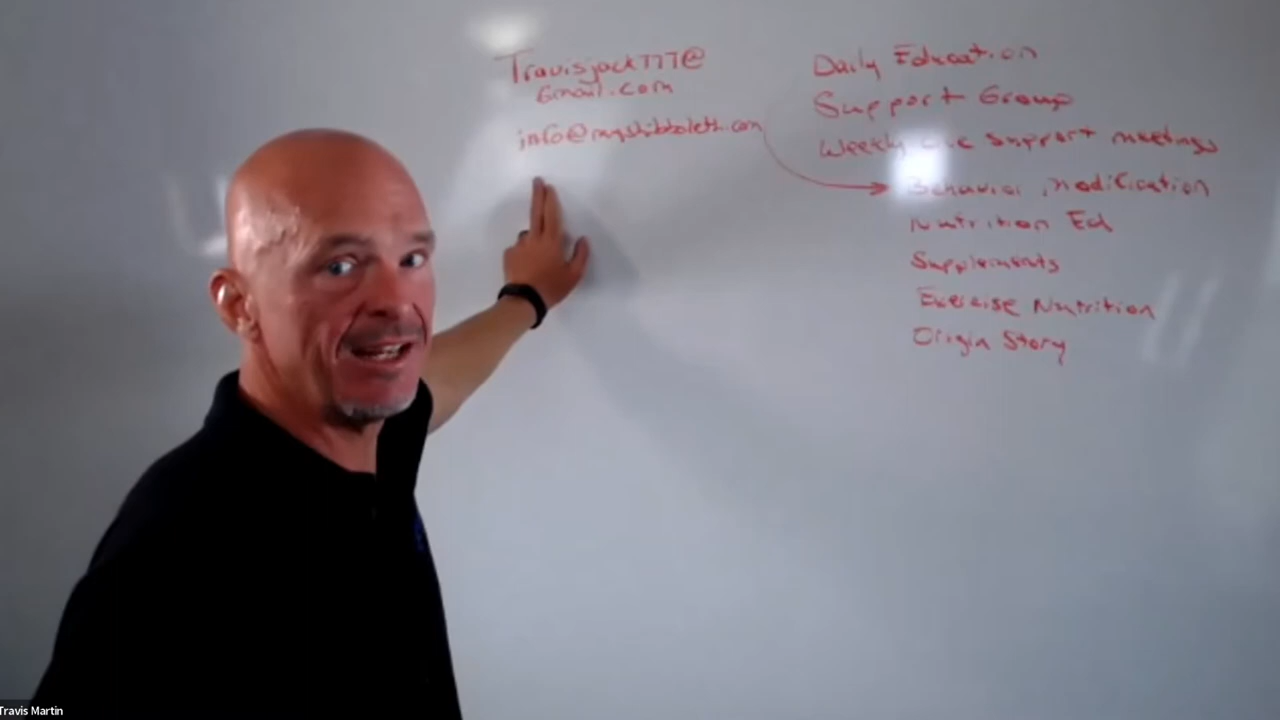 Travisjack777@
Gmail.com
info@myshibboleth.com
Daily Education
Support Group
Weekly Live Support meetings
Behavior modification
Nutrition Ed
Supplements
Exercise Nutrition
Origin Story
Travis Martin